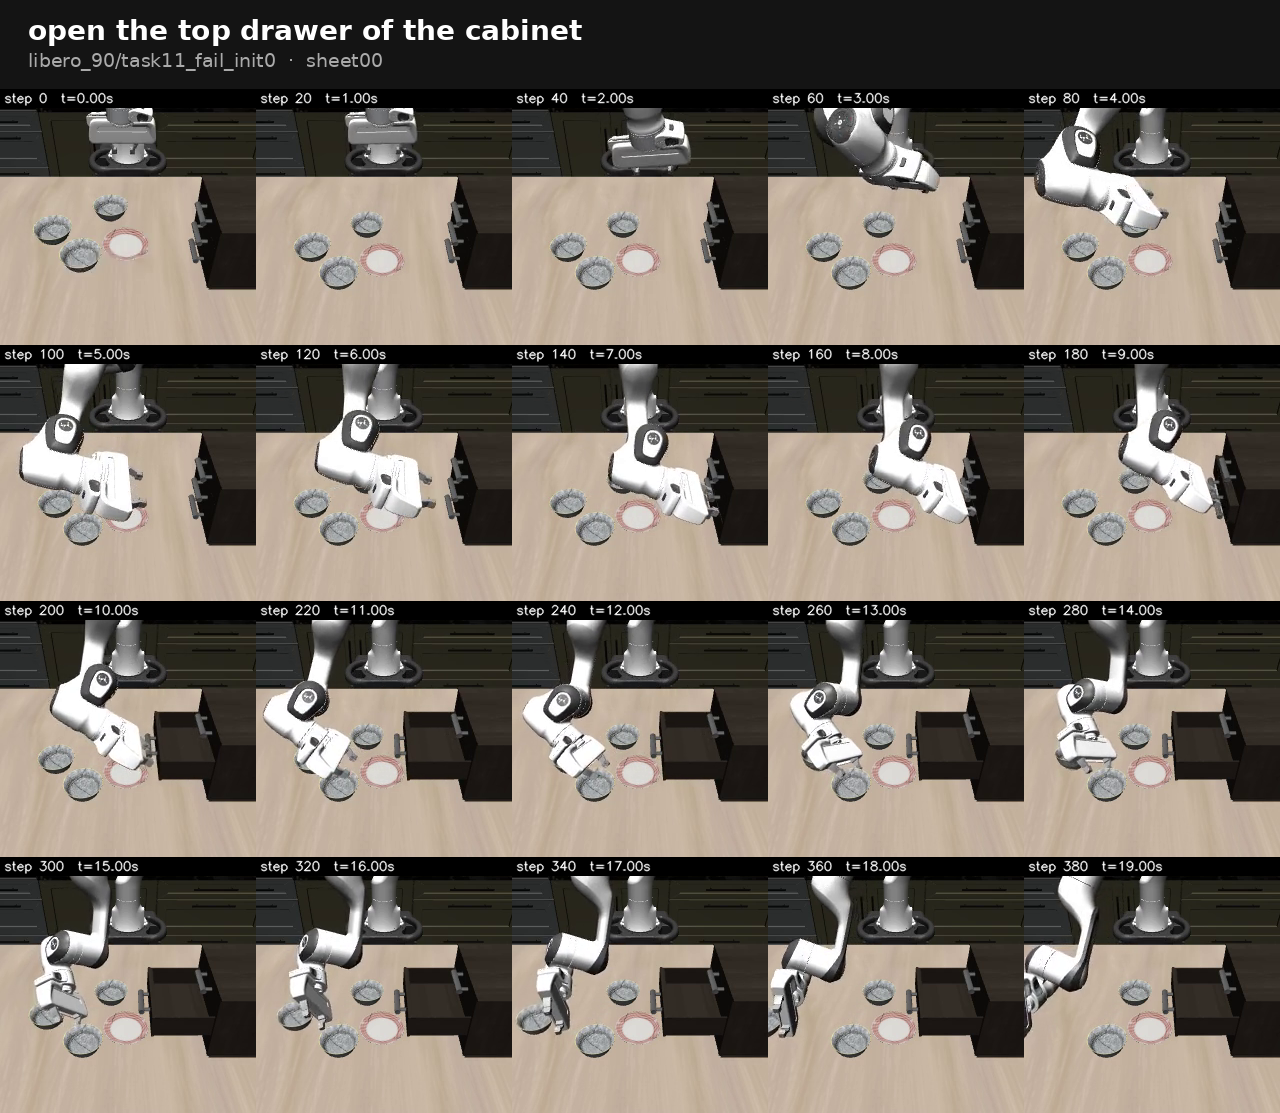 open the top drawer of the cabinet
libero_90/task11_fail_init0 · sheet00
step 0 t=0.00s
step 20 t=1.00s
step 40 t=2.00s
step 60 t=3.00s
step 80 t=4.00s
step 100 t=5.00s
step 120 t=6.00s
step 140 t=7.00s
step 160 t=8.00s
step 180 t=9.00s
step 200 t=10.00s
step 220 t=11.00s
step 240 t=12.00s
step 260 t=13.00s
step 280 t=14.00s
step 300 t=15.00s
step 320 t=16.00s
step 340 t=17.00s
step 360 t=18.00s
step 380 t=19.00s